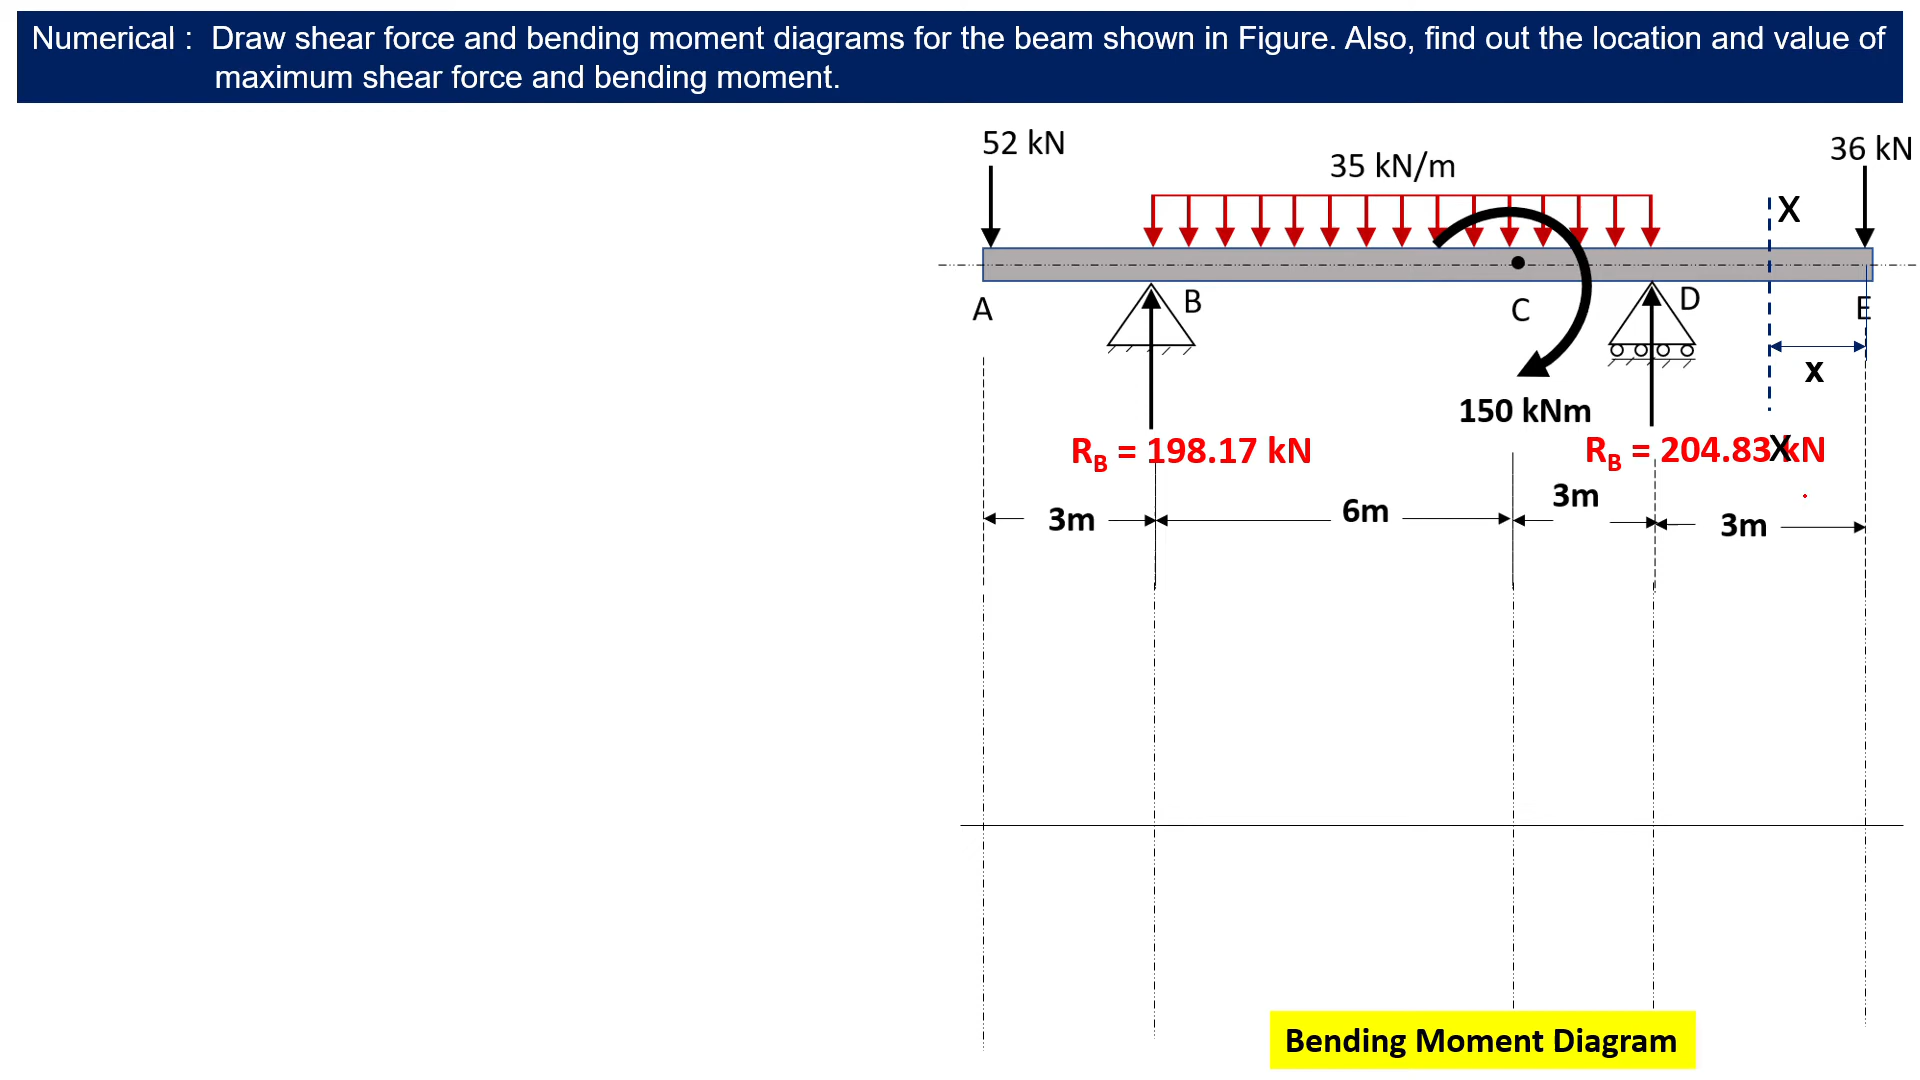 Numerical : Draw shear force and bending moment diagrams for the beam shown in Figure. Also, find out the location and value of
maximum shear force and bending moment.
52 kN
36 kN
35 kN/m
X
A
B
C
D
E
x
150 kNm
RB = 198.17 kN
RB = 204.83 kN
X
3m
6m
3m
3m
Bending Moment Diagram